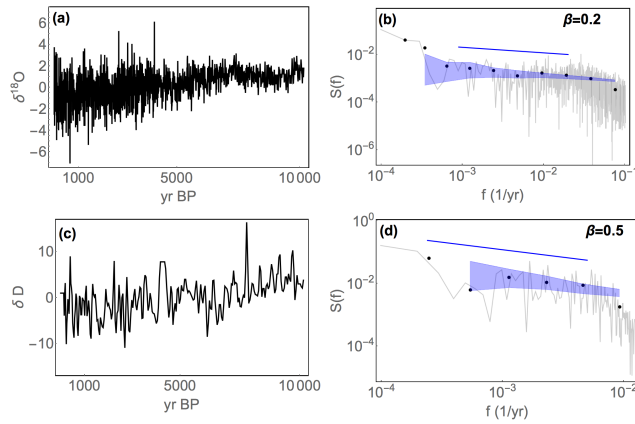 (a)
6
4
2
0
-2
-4
-6
δ¹⁸O
1000
5000
10 000
yr BP
(b)
β=0.2
10⁻²
10⁻⁴
10⁻⁶
S(f)
10⁻⁴
10⁻³
10⁻²
10⁻¹
f (1/yr)
(c)
10
0
-10
δ D
1000
5000
10 000
yr BP
(d)
β=0.5
10⁰
10⁻²
10⁻⁴
S(f)
10⁻⁴
10⁻³
10⁻²
f (1/yr)